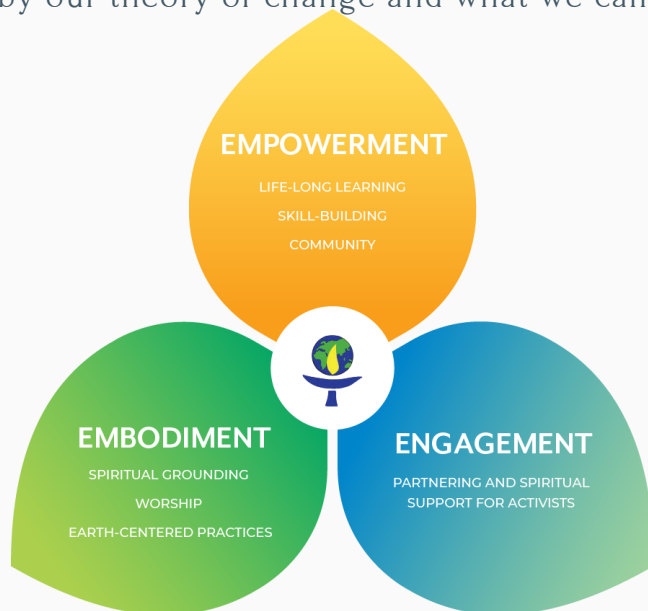 by our theory of change and what we can
EMPOWERMENT
LIFE-LONG LEARNING
SKILL-BUILDING
COMMUNITY
EMBODIMENT
SPIRITUAL GROUNDING
WORSHIP
EARTH-CENTERED PRACTICES
ENGAGEMENT
PARTNERING AND SPIRITUAL
SUPPORT FOR ACTIVISTS